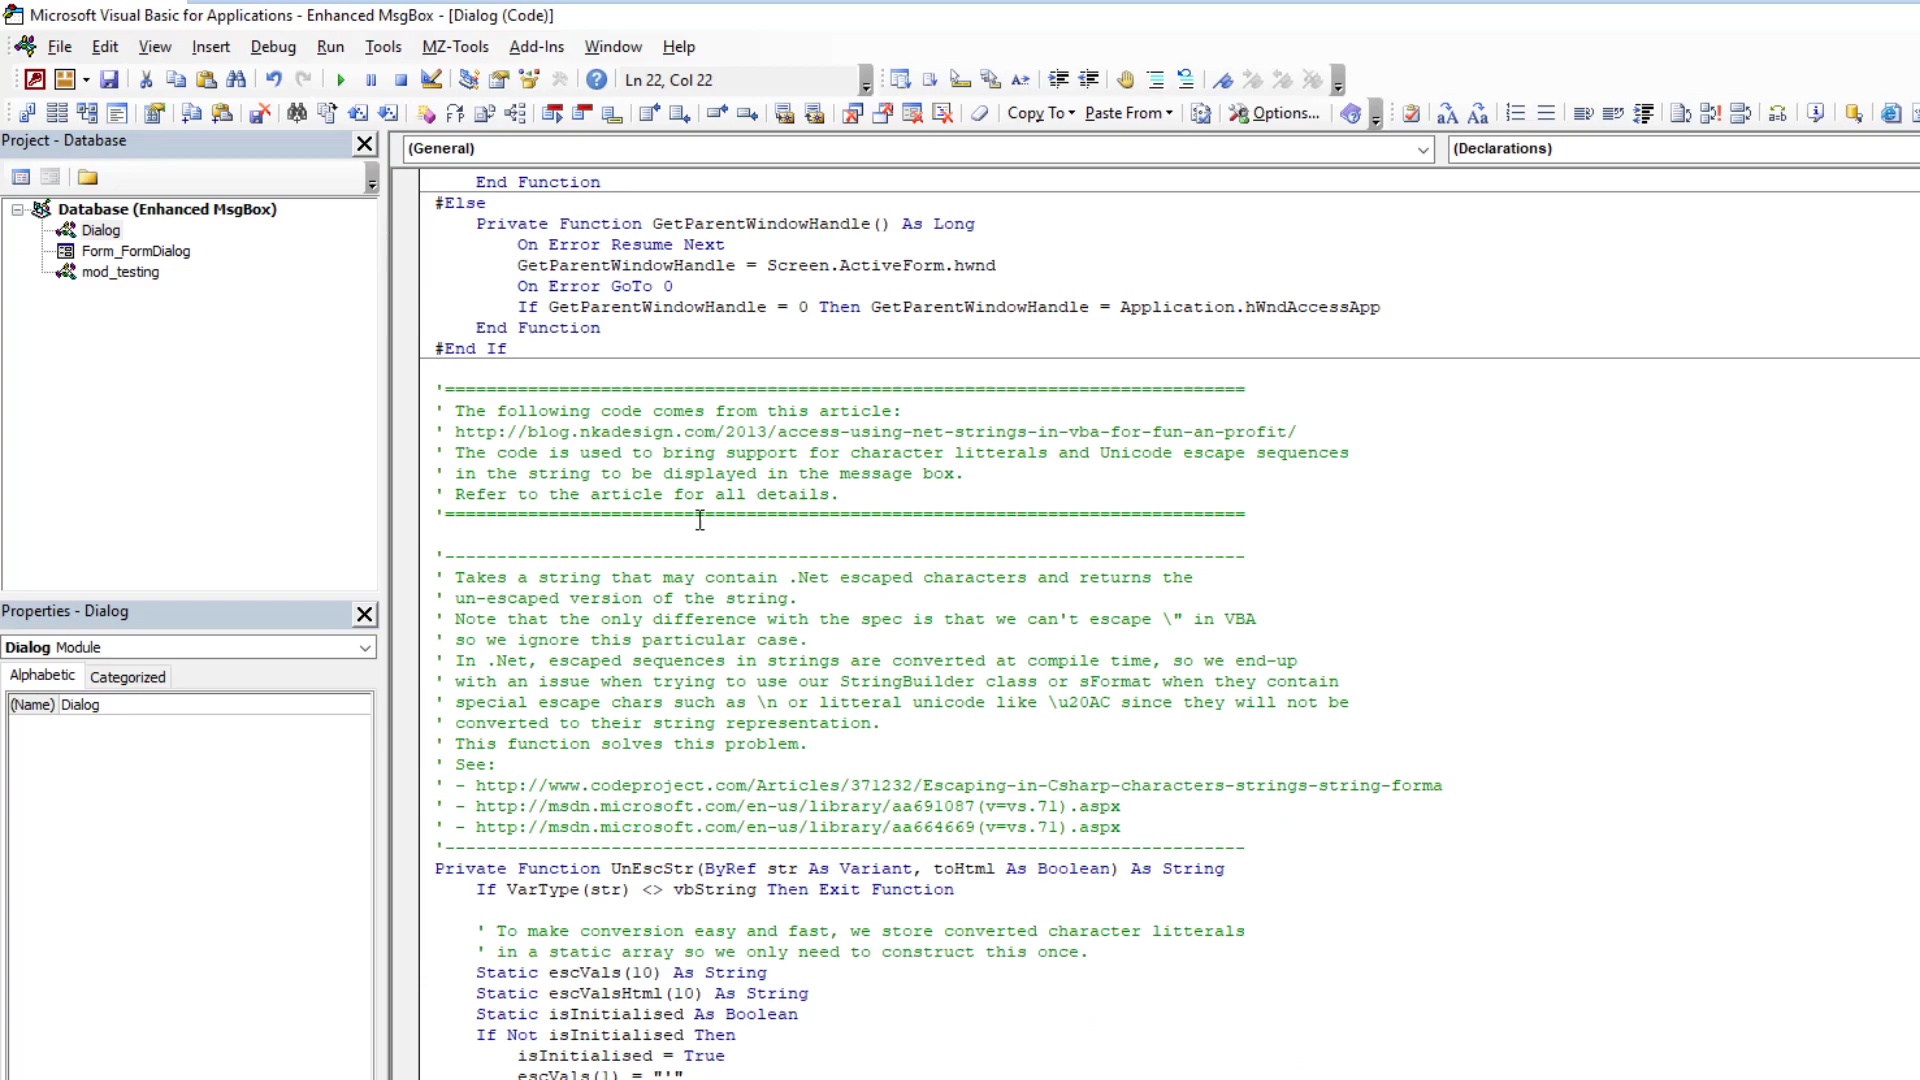 Microsoft Visual Basic for Applications - Enhanced MsgBox - [Dialog (Code)]
File Edit View Insert Debug Run Tools MZ-Tools Add-Ins Window Help
Ln 22, Col 22
Copy To Paste From Options...
Project - Database
(General) (Declarations)
Database (Enhanced MsgBox)
Dialog
Form_FormDialog
mod_testing
Properties - Dialog
Dialog Module
Alphabetic Categorized
(Name) Dialog
End Function
#Else
Private Function GetParentWindowHandle() As Long
On Error Resume Next
GetParentWindowHandle = Screen.ActiveForm.hwnd
On Error GoTo 0
If GetParentWindowHandle = 0 Then GetParentWindowHandle = Application.hWndAccessApp
End Function
#End If
'=============================================================================
' The following code comes from this article:
' http://blog.nkadesign.com/2013/access-using-net-strings-in-vba-for-fun-an-profit/
' The code is used to bring support for character litterals and Unicode escape sequences
' in the string to be displayed in the message box.
' Refer to the article for all details.
'=============================================================================
'-----------------------------------------------------------------------------
' Takes a string that may contain .Net escaped characters and returns the
' un-escaped version of the string.
' Note that the only difference with the spec is that we can't escape \" in VBA
' so we ignore this particular case.
' In .Net, escaped sequences in strings are converted at compile time, so we end-up
' with an issue when trying to use our StringBuilder class or sFormat when they contain
' special escape chars such as \n or litteral unicode like \u20AC since they will not be
' converted to their string representation.
' This function solves this problem.
' See:
' - http://www.codeproject.com/Articles/371232/Escaping-in-Csharp-characters-strings-string-forma
' - http://msdn.microsoft.com/en-us/library/aa691087(v=vs.71).aspx
' - http://msdn.microsoft.com/en-us/library/aa664669(v=vs.71).aspx
'-----------------------------------------------------------------------------
Private Function UnEscStr(ByRef str As Variant, toHtml As Boolean) As String
If VarType(str) <> vbString Then Exit Function
' To make conversion easy and fast, we store converted character litterals
' in a static array so we only need to construct this once.
Static escVals(10) As String
Static escValsHtml(10) As String
Static isInitialised As Boolean
If Not isInitialised Then
isInitialised = True
escVals(1) = "'"